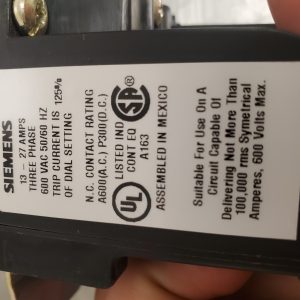 SIEMENS
13 - 27 AMPS
THREE PHASE
600 VAC 50/60 HZ
TRIP CURRENT IS 125%
OF DIAL SETTING
N.C. CONTACT RATING
A600(A.C.) P300(D.C.)
UL
LISTED IND
CONT EQ
A163
SA
ASSEMBLED IN MEXICO
Suitable For Use On A
Circuit Capable Of
Delivering Not More Than
100,000 rms Symetrical
Amperes, 600 Volts Max.